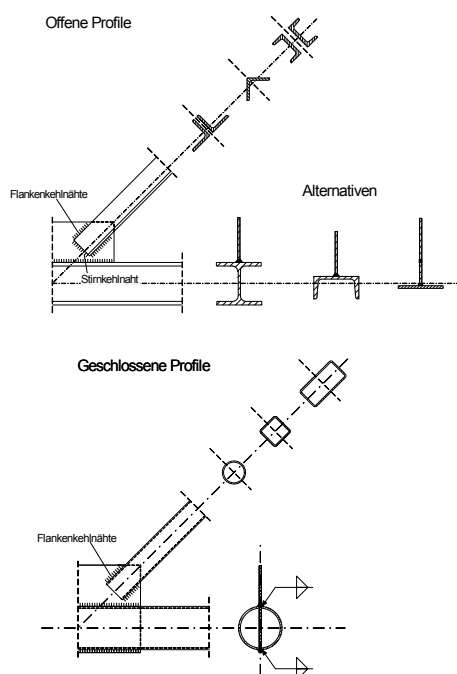 Offene Profile
Flankenkehlnähte
Alternativen
Stirnkehlnaht
Geschlossene Profile
Flankenkehlnähte